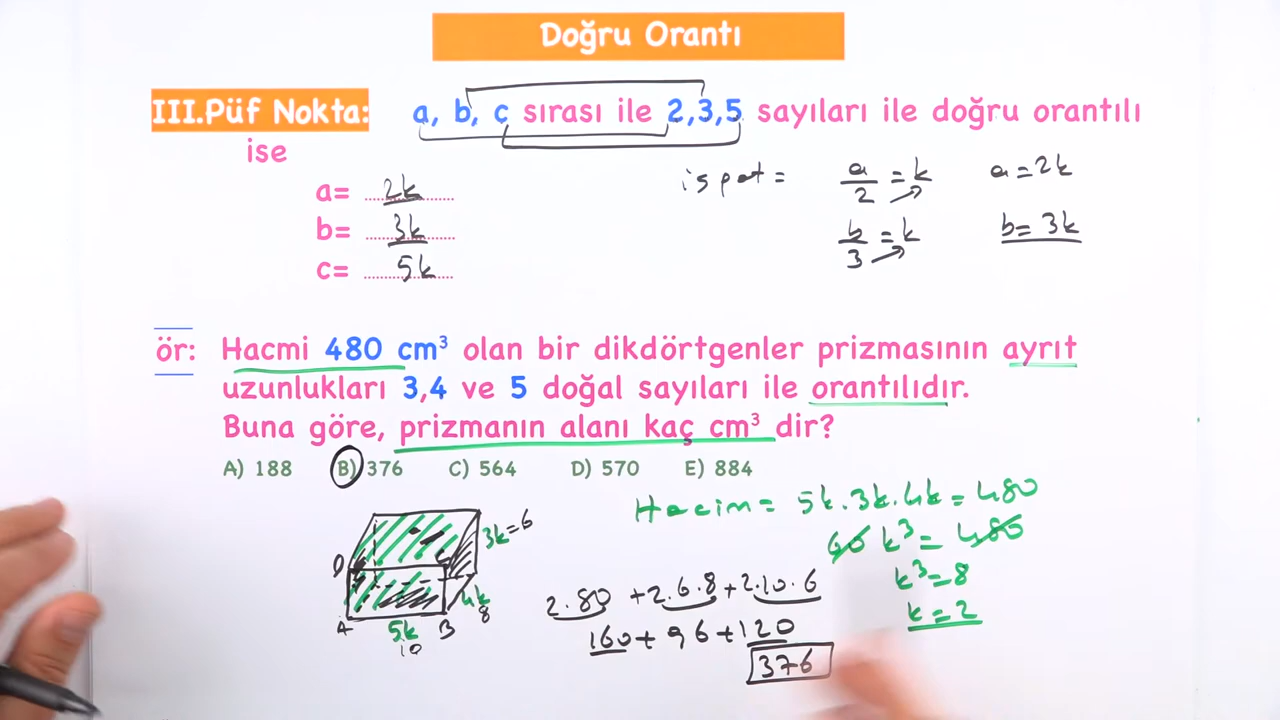 Doğru Orantı
III.Püf Nokta: a, b, c sırası ile 2,3,5 sayıları ile doğru orantılı
ise
a= 2k
b= 3k
c= 5k
ispat = a/2 = k a=2k
b/3 = k b= 3k
ör: Hacmi 480 cm³ olan bir dikdörtgenler prizmasının ayrıt
uzunlukları 3,4 ve 5 doğal sayıları ile orantılıdır.
Buna göre, prizmanın alanı kaç cm³ dir?
A) 188 B) 376 C) 564 D) 570 E) 884
Hacim = 5k.3k.4k=480
60 k³ = 480
k³=8
k=2
D C 3k=6
4k
8
A 5k B
10
2.80 +2.6.8+2.10.6
160+96+120
376